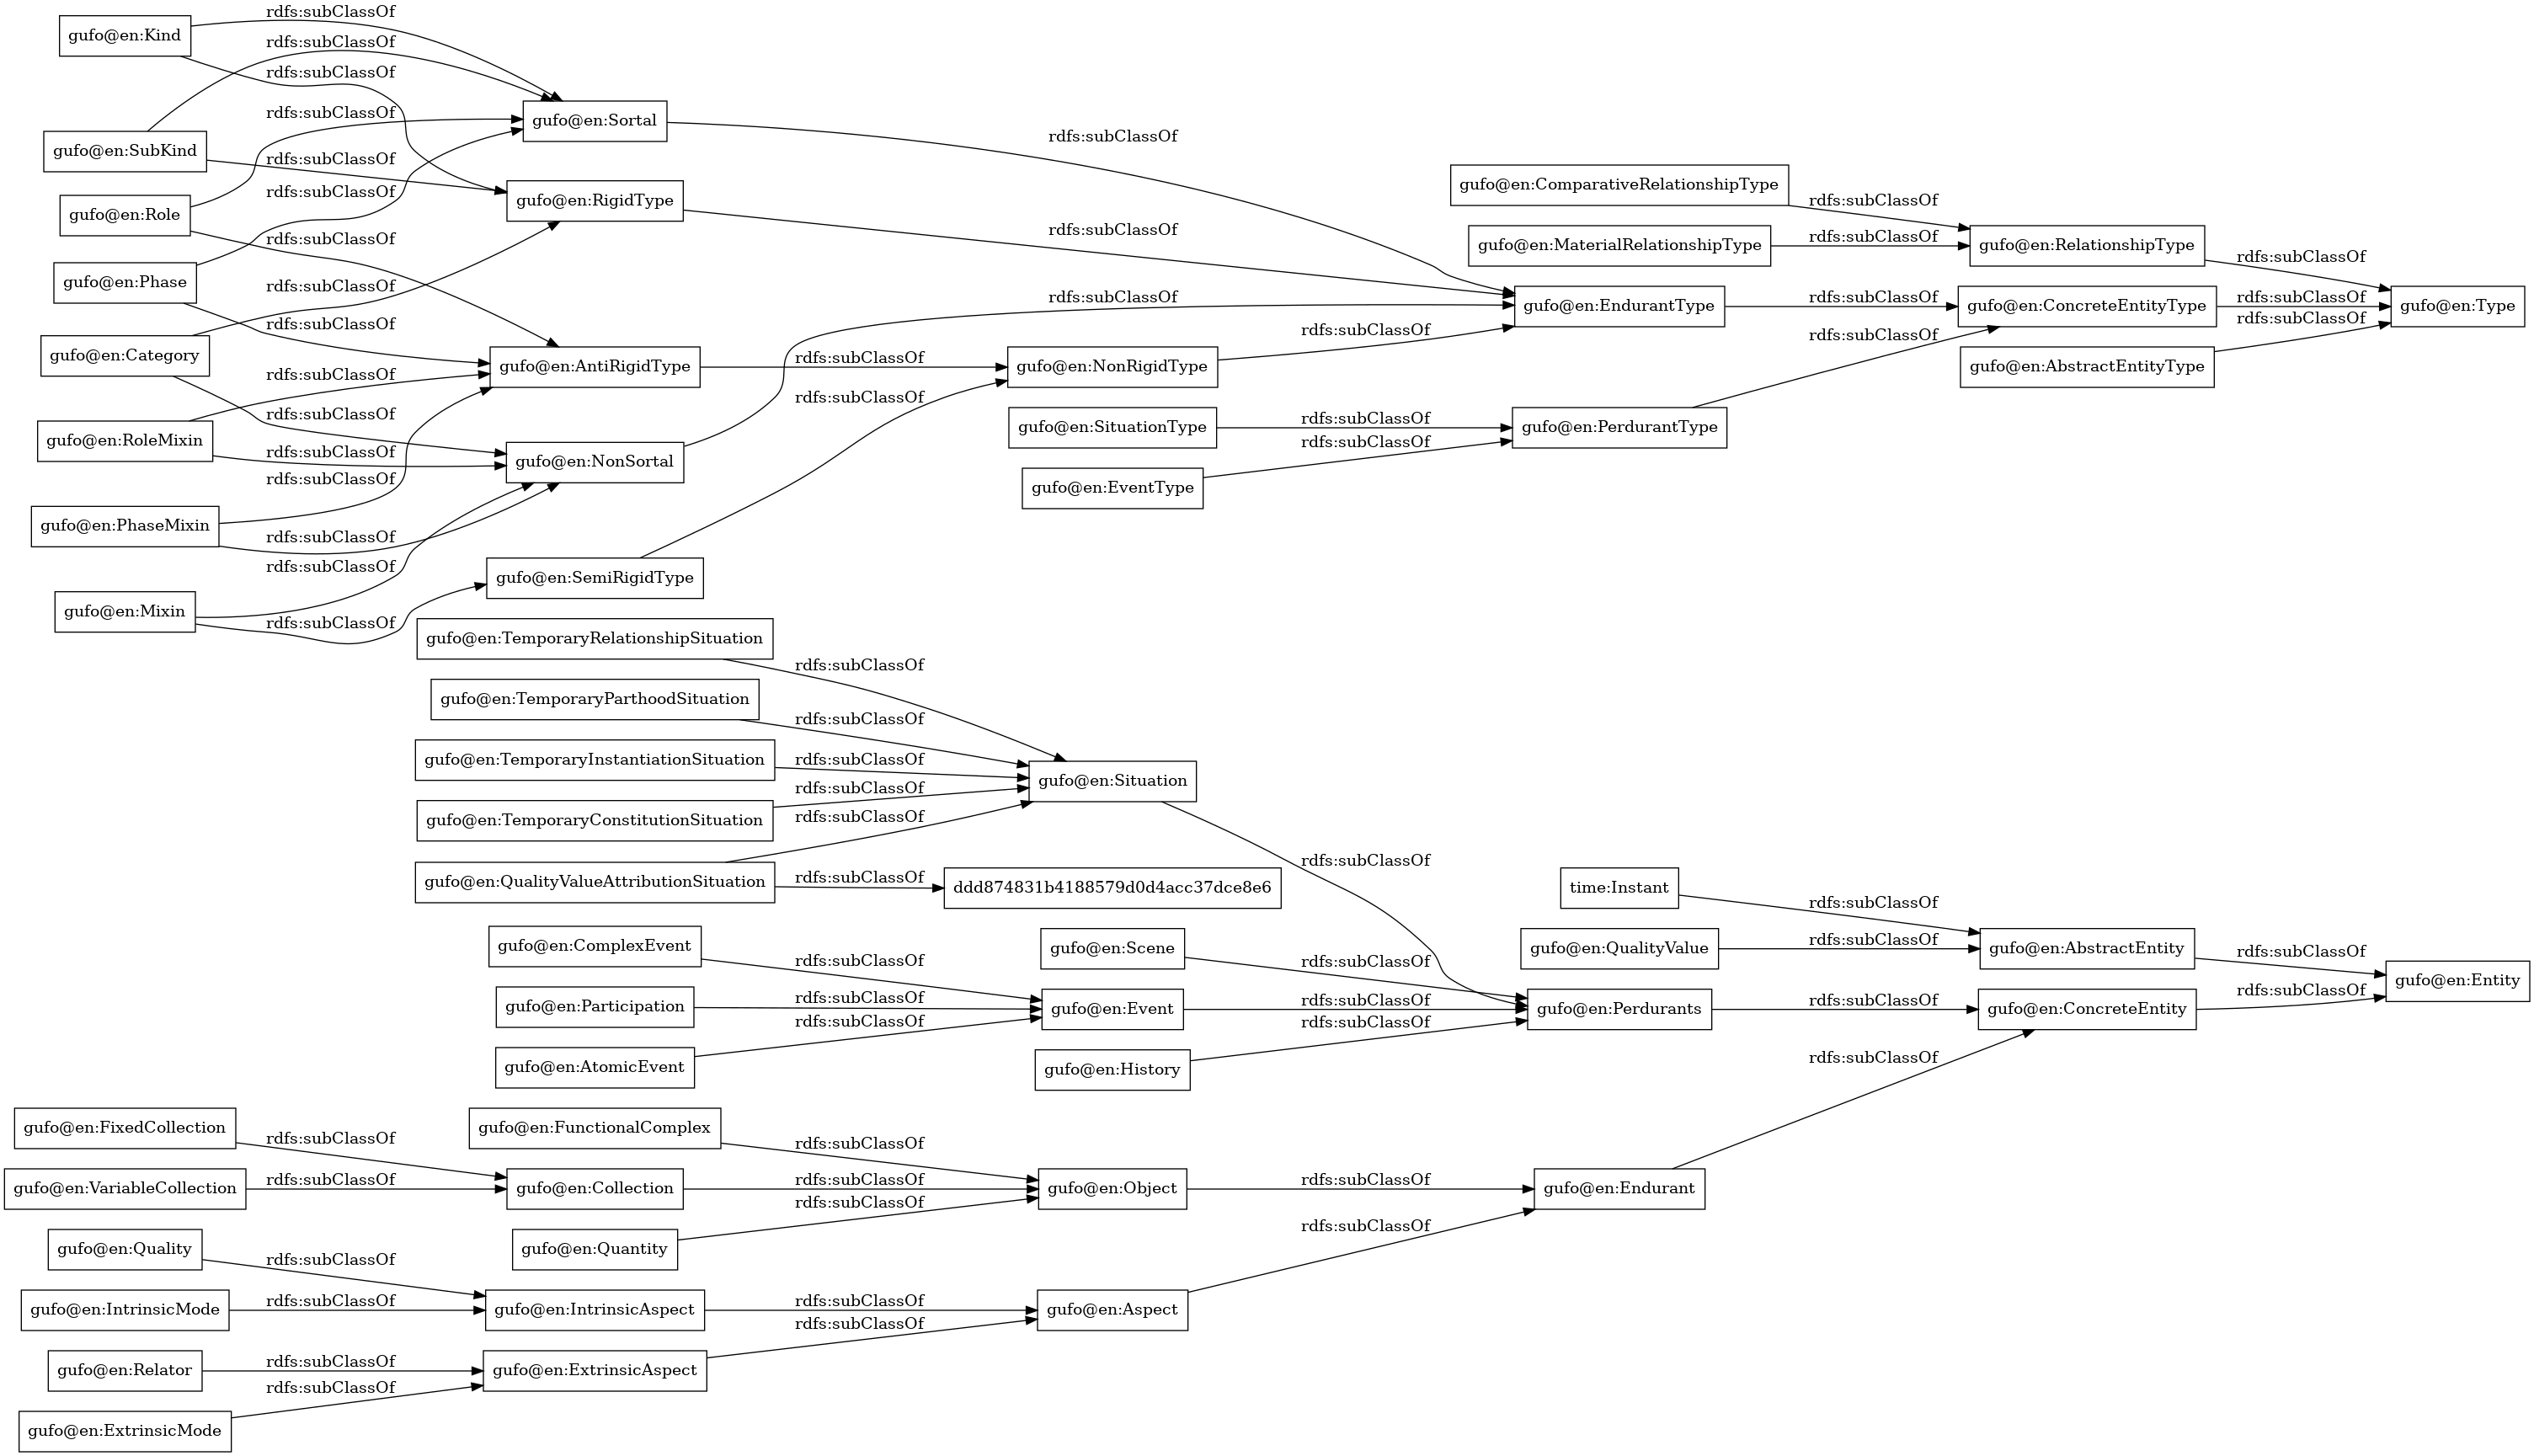 gufo@en:Kind
rdfs:subClassOf
rdfs:subClassOf
rdfs:subClassOf
gufo@en:SubKind
rdfs:subClassOf
rdfs:subClassOf
gufo@en:Role
rdfs:subClassOf
rdfs:subClassOf
gufo@en:Phase
rdfs:subClassOf
rdfs:subClassOf
gufo@en:Category
rdfs:subClassOf
rdfs:subClassOf
gufo@en:RoleMixin
rdfs:subClassOf
rdfs:subClassOf
gufo@en:PhaseMixin
rdfs:subClassOf
rdfs:subClassOf
gufo@en:Mixin
rdfs:subClassOf
gufo@en:Sortal
rdfs:subClassOf
gufo@en:RigidType
rdfs:subClassOf
gufo@en:AntiRigidType
rdfs:subClassOf
gufo@en:NonSortal
rdfs:subClassOf
gufo@en:SemiRigidType
rdfs:subClassOf
gufo@en:NonRigidType
rdfs:subClassOf
gufo@en:SituationType
rdfs:subClassOf
gufo@en:EventType
rdfs:subClassOf
gufo@en:ComparativeRelationshipType
rdfs:subClassOf
gufo@en:MaterialRelationshipType
rdfs:subClassOf
gufo@en:RelationshipType
rdfs:subClassOf
gufo@en:EndurantType
rdfs:subClassOf
gufo@en:ConcreteEntityType
rdfs:subClassOf
gufo@en:Type
gufo@en:PerdurantType
rdfs:subClassOf
gufo@en:AbstractEntityType
rdfs:subClassOf
gufo@en:TemporaryRelationshipSituation
rdfs:subClassOf
gufo@en:TemporaryParthoodSituation
rdfs:subClassOf
gufo@en:TemporaryInstantiationSituation
rdfs:subClassOf
gufo@en:TemporaryConstitutionSituation
rdfs:subClassOf
gufo@en:QualityValueAttributionSituation
rdfs:subClassOf
rdfs:subClassOf
gufo@en:Situation
rdfs:subClassOf
ddd874831b4188579d0d4acc37dce8e6
gufo@en:ComplexEvent
rdfs:subClassOf
gufo@en:Participation
rdfs:subClassOf
gufo@en:AtomicEvent
rdfs:subClassOf
gufo@en:Scene
rdfs:subClassOf
gufo@en:Event
rdfs:subClassOf
gufo@en:History
rdfs:subClassOf
time:Instant
rdfs:subClassOf
gufo@en:QualityValue
rdfs:subClassOf
gufo@en:AbstractEntity
rdfs:subClassOf
gufo@en:Perdurants
rdfs:subClassOf
gufo@en:ConcreteEntity
rdfs:subClassOf
gufo@en:Entity
gufo@en:FixedCollection
rdfs:subClassOf
gufo@en:VariableCollection
rdfs:subClassOf
gufo@en:FunctionalComplex
rdfs:subClassOf
gufo@en:Collection
rdfs:subClassOf
gufo@en:Quantity
rdfs:subClassOf
gufo@en:Object
rdfs:subClassOf
gufo@en:Endurant
rdfs:subClassOf
gufo@en:Quality
rdfs:subClassOf
gufo@en:IntrinsicMode
rdfs:subClassOf
gufo@en:IntrinsicAspect
rdfs:subClassOf
gufo@en:Aspect
rdfs:subClassOf
gufo@en:Relator
rdfs:subClassOf
gufo@en:ExtrinsicAspect
rdfs:subClassOf
gufo@en:ExtrinsicMode
rdfs:subClassOf